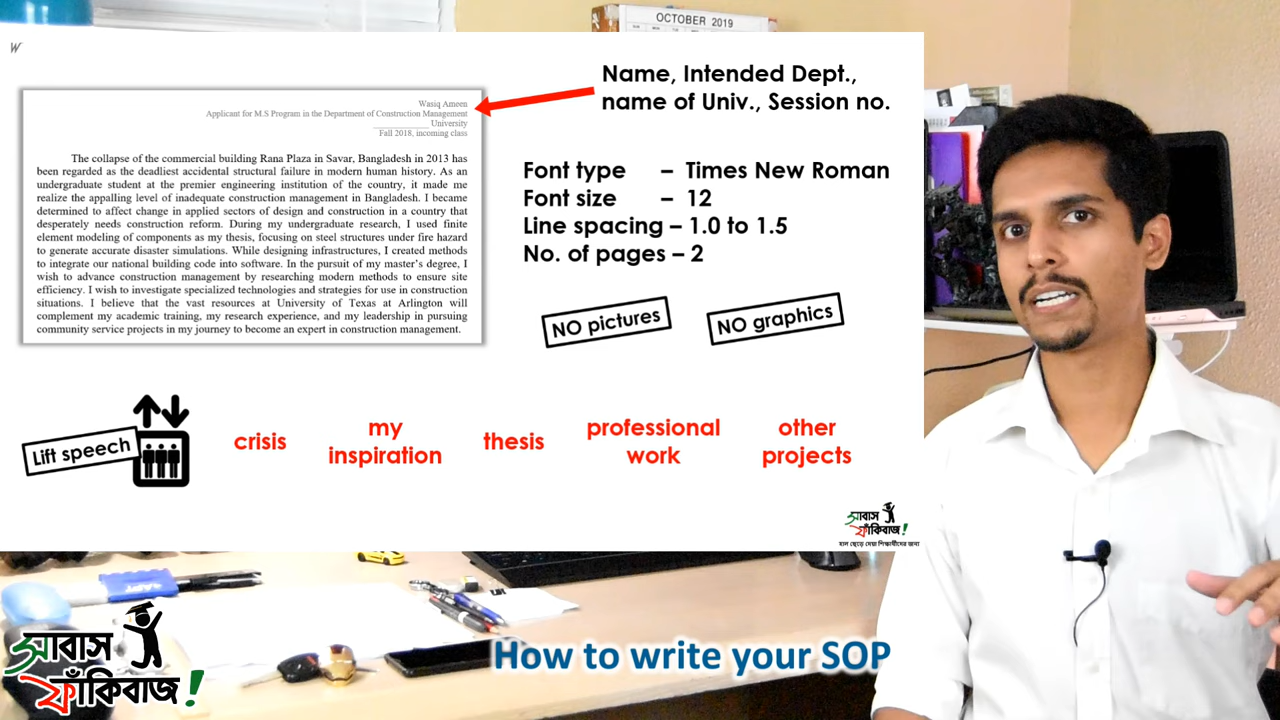 OCTOBER 2019
W
Name, Intended Dept.,
name of Univ., Session no.
Wasiq Ameen
Applicant for M.S Program in the Department of Construction Management
____________ University
Fall 2018, incoming class
The collapse of the commercial building Rana Plaza in Savar, Bangladesh in 2013 has
been regarded as the deadliest accidental structural failure in modern human history. As an
undergraduate student at the premier engineering institution of the country, it made me
realize the appalling level of inadequate construction management in Bangladesh. I became
determined to affect change in applied sectors of design and construction in a country that
desperately needs construction reform. During my undergraduate research, I used finite
element modeling of components as my thesis, focusing on steel structures under fire hazard
to generate accurate disaster simulations. While designing infrastructures, I created methods
to integrate our national building code into software. In the pursuit of my master's degree, I
wish to advance construction management by researching modern methods to ensure site
efficiency. I wish to investigate specialized technologies and strategies for use in construction
situations. I believe that the vast resources at University of Texas at Arlington will
complement my academic training, my research experience, and my leadership in pursuing
community service projects in my journey to become an expert in construction management.
Font type – Times New Roman
Font size – 12
Line spacing – 1.0 to 1.5
No. of pages – 2
NO pictures
NO graphics
Lift speech
crisis
my
inspiration
thesis
professional
work
other
projects
সাবাস
ফাঁকিবাজ!
হাল ছেড়ে দেয়া শিক্ষার্থীদের জন্য
সাবাস
ফাঁকিবাজ!
How to write your SOP